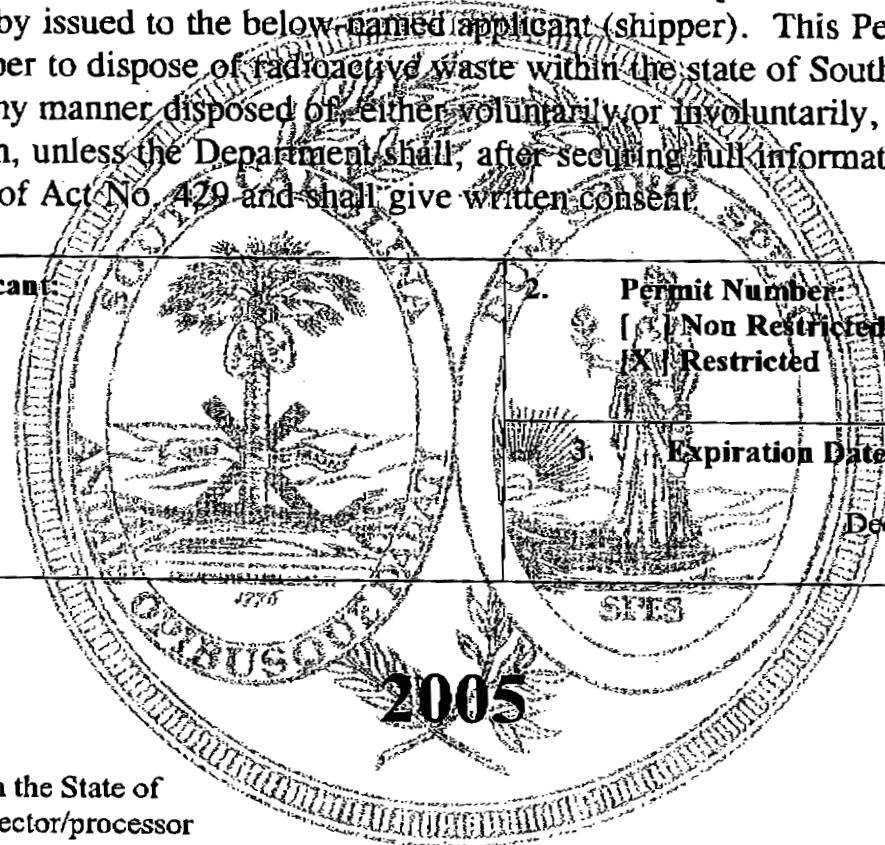 by issued to the below-named applicant (shipper). This Pe
per to dispose of radioactive waste within the state of South
ny manner disposed of, either voluntarily or involuntarily,
n, unless the Department shall, after securing full informat
of Act No. 429 and shall give written consent.
cant:
2. Permit Number:
[ ] Non Restricted
[X] Restricted
3. Expiration Date
Dec
1776
SPES
2005
n the State of
ector/processor